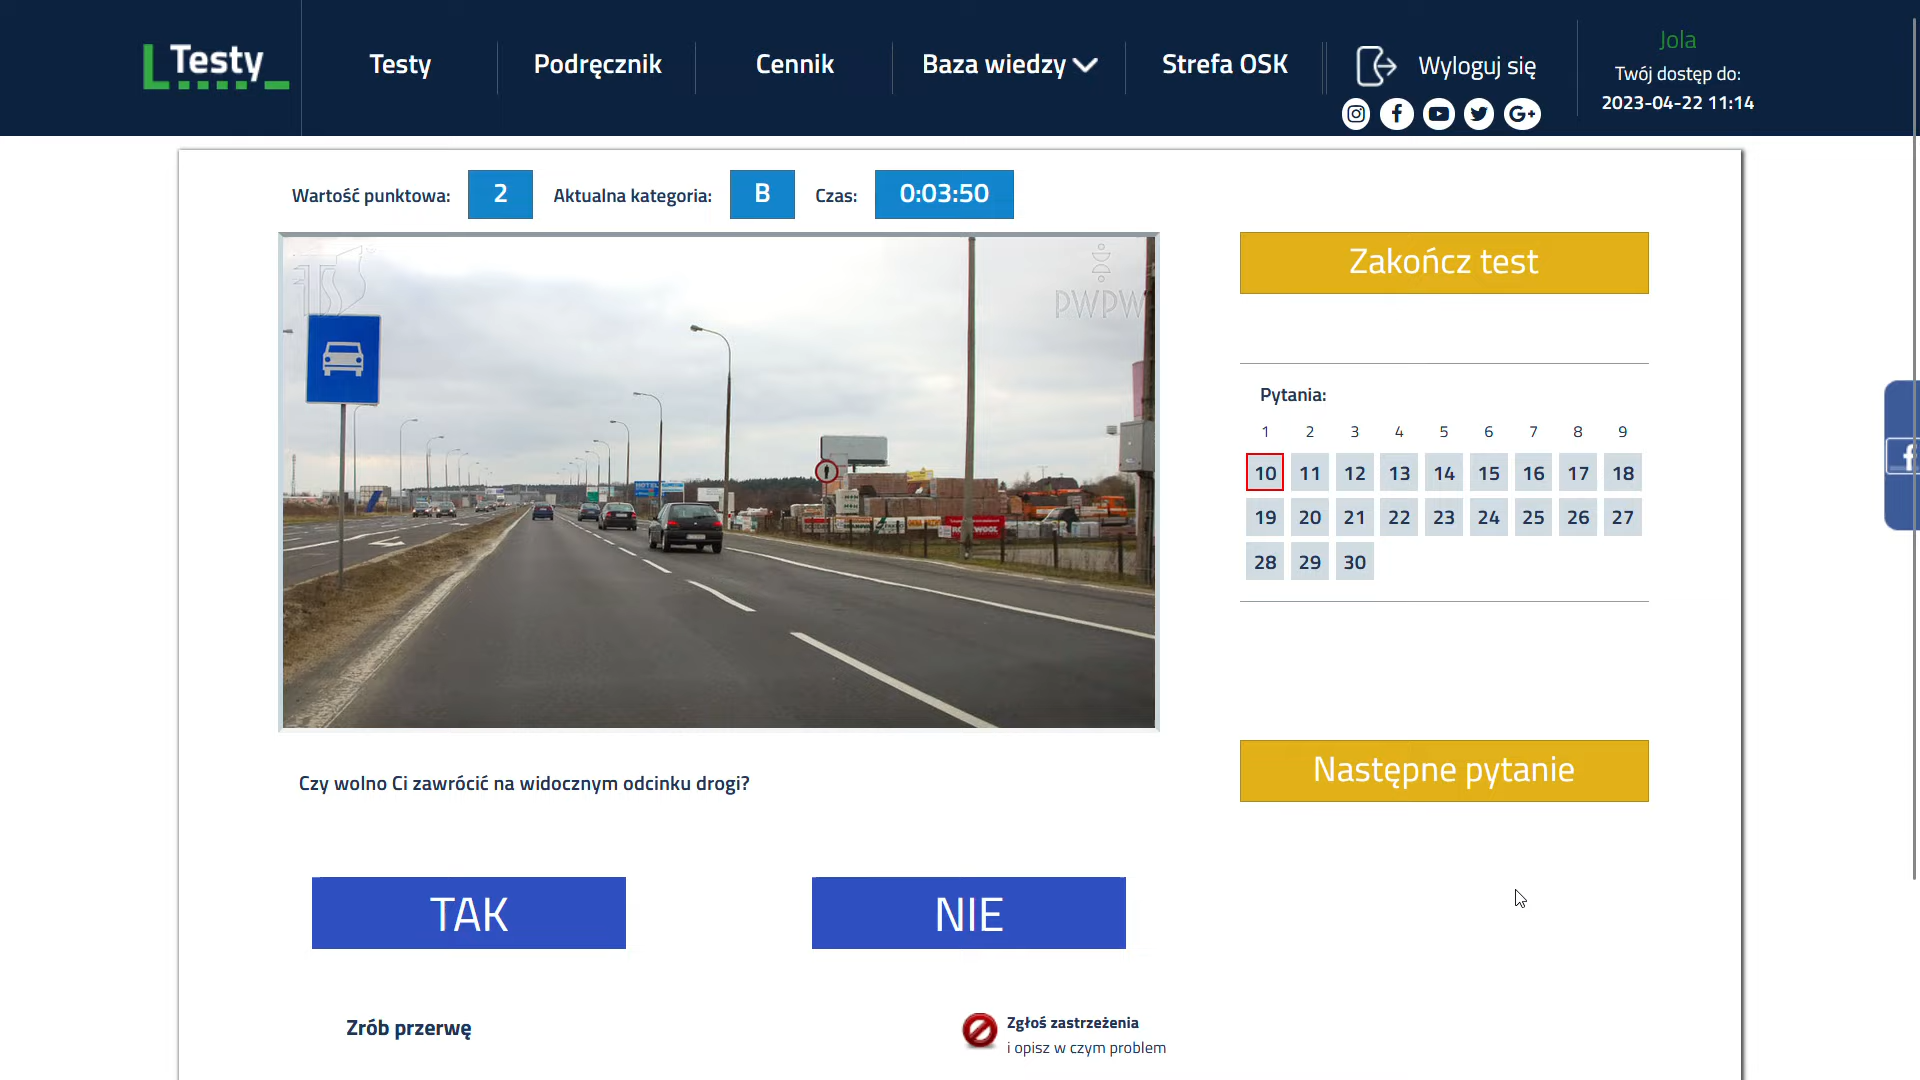 L Testy
Testy
Podręcznik
Cennik
Baza wiedzy
Strefa OSK
Wyloguj się
Jola
Twój dostęp do:
2023-04-22 11:14
Wartość punktowa: 2 Aktualna kategoria: B Czas: 0:03:50
PWPW
HOTEL
Zakończ test
Pytania:
1 2 3 4 5 6 7 8 9
10 11 12 13 14 15 16 17 18
19 20 21 22 23 24 25 26 27
28 29 30
Następne pytanie
Czy wolno Ci zawrócić na widocznym odcinku drogi?
TAK
NIE
Zrób przerwę
Zgłoś zastrzeżenia
i opisz w czym problem